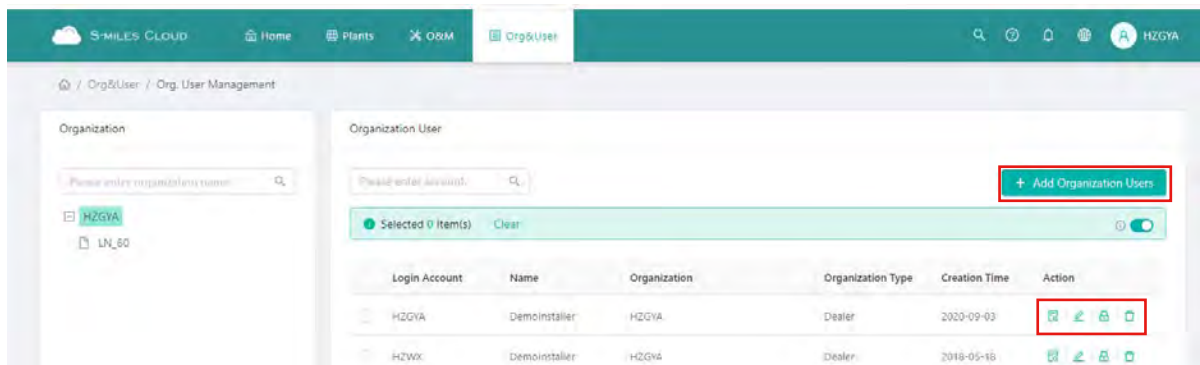 S-MILES CLOUD Home Plants O&M Org&User HZGYA
/ Org&User / Org. User Management
Organization Organization User
Please enter organization name. Please enter account.
+ Add Organization Users
HZGYA Selected 0 item(s) Clear
LN_60
Login Account Name Organization Organization Type Creation Time Action
HZGYA Demoinstaller HZGYA Dealer 2020-09-03
HZWX Demoinstaller HZGYA Dealer 2018-05-18